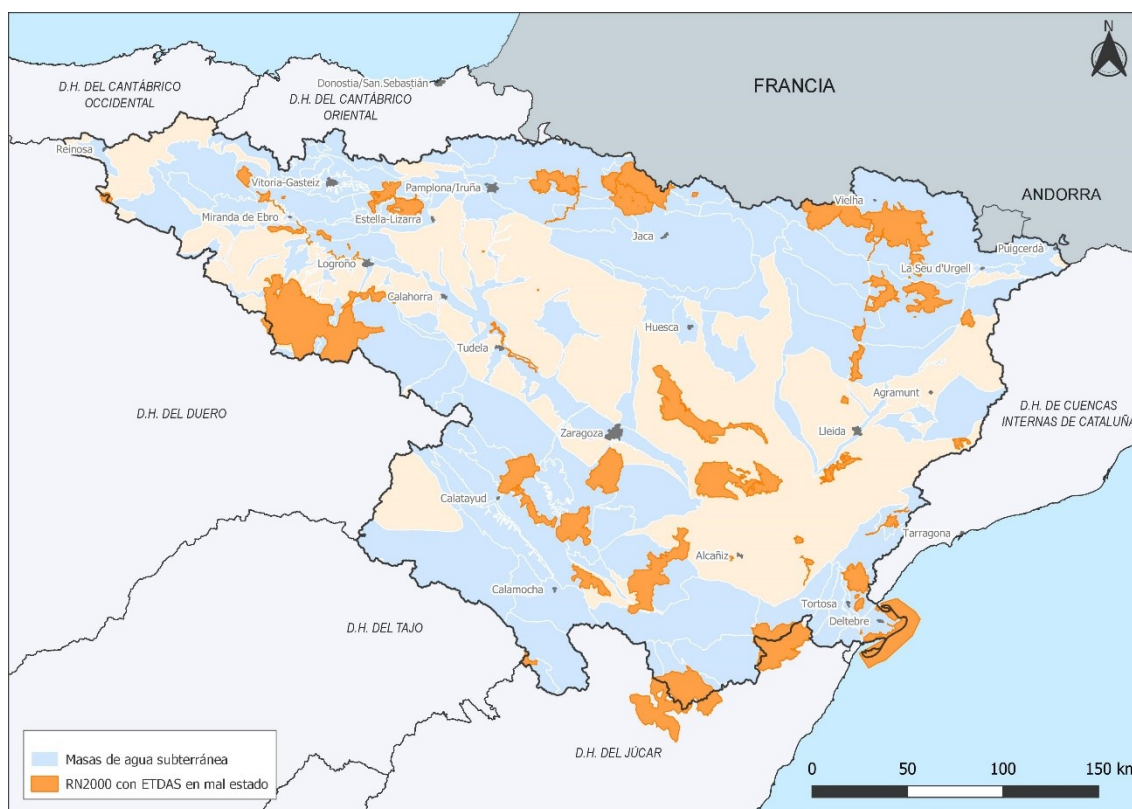 N
FRANCIA
ANDORRA
D.H. DEL CANTÁBRICO
OCCIDENTAL
Donostia/San.Sebastián
D.H. DEL CANTÁBRICO
ORIENTAL
Reinosa
Vitoria-Gasteiz
Pamplona/Iruña
Vielha
Miranda de Ebro
Estella-Lizarra
Jaca
Puigcerdá
La Seu d'Urgell
Logroño
Calahorra
Huesca
Tudela
Agramunt
D.H. DEL DUERO
D.H. DE CUENCAS
INTERNAS DE CATALUÑA
Zaragoza
Lleida
Calatayud
Tarragona
Alcañiz
Calamocha
Tortosa
Deltebre
D.H. DEL TAJO
D.H. DEL JÚCAR
Masas de agua subterránea
RN2000 con ETDAS en mal estado
0 50 100 150 km